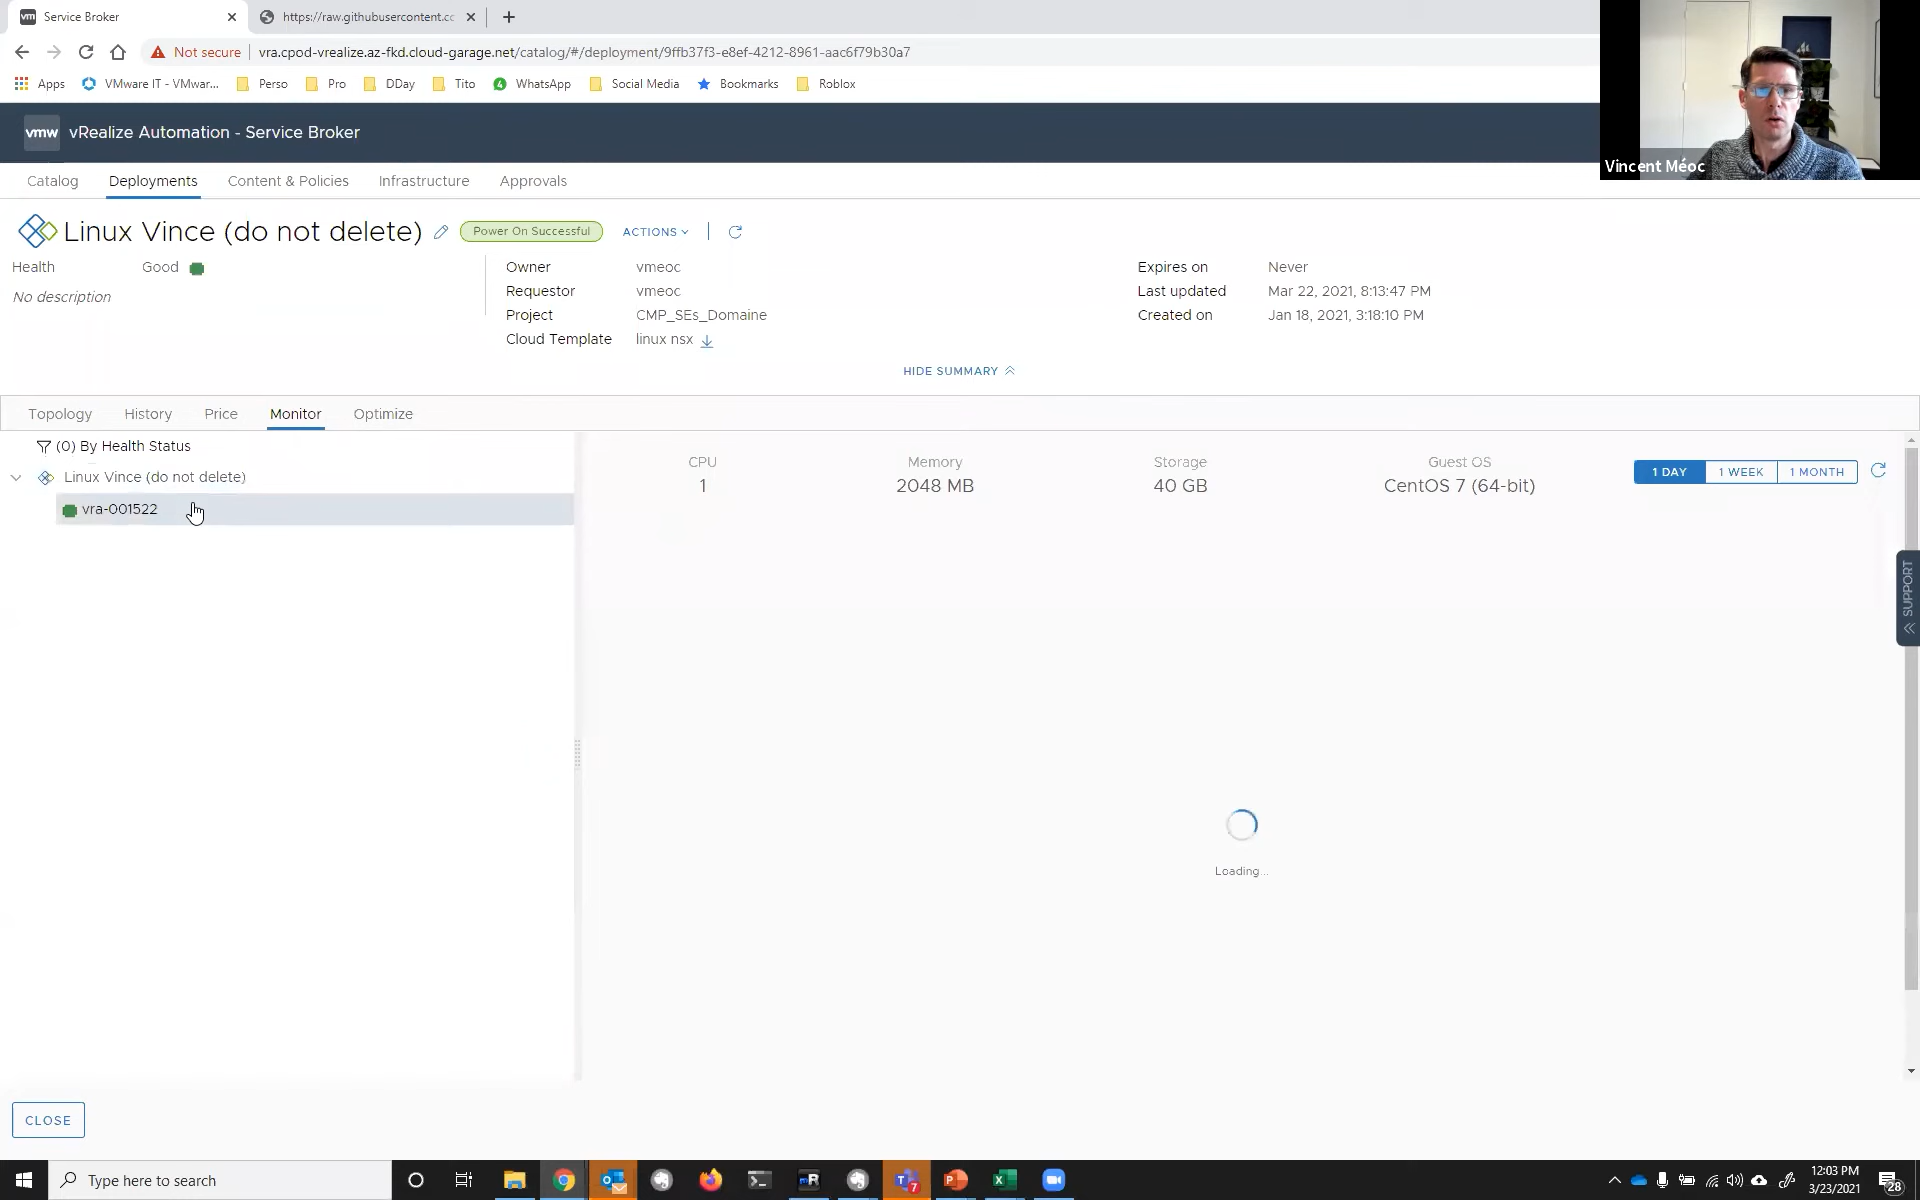 Service Broker
https://raw.githubusercontent.cc
Not secure
vra.cpod-vrealize.az-fkd.cloud-garage.net/catalog/#/deployment/9ffb37f3-e8ef-4212-8961-aac6f79b30a7
Apps
VMware IT - VMwar...
Perso
Pro
DDay
Tito
WhatsApp
Social Media
Bookmarks
Roblox
vmw
vRealize Automation - Service Broker
Vincent Méoc
Catalog
Deployments
Content & Policies
Infrastructure
Approvals
Linux Vince (do not delete)
Power On Successful
ACTIONS
Health
Good
No description
Owner
vmeoc
Requestor
vmeoc
Project
CMP_SEs_Domaine
Cloud Template
linux nsx
Expires on
Never
Last updated
Mar 22, 2021, 8:13:47 PM
Created on
Jan 18, 2021, 3:18:10 PM
HIDE SUMMARY
Topology
History
Price
Monitor
Optimize
(0) By Health Status
Linux Vince (do not delete)
vra-001522
CPU
1
Memory
2048 MB
Storage
40 GB
Guest OS
CentOS 7 (64-bit)
1 DAY
1 WEEK
1 MONTH
SUPPORT
Loading...
CLOSE
Type here to search
12:03 PM
3/23/2021
28